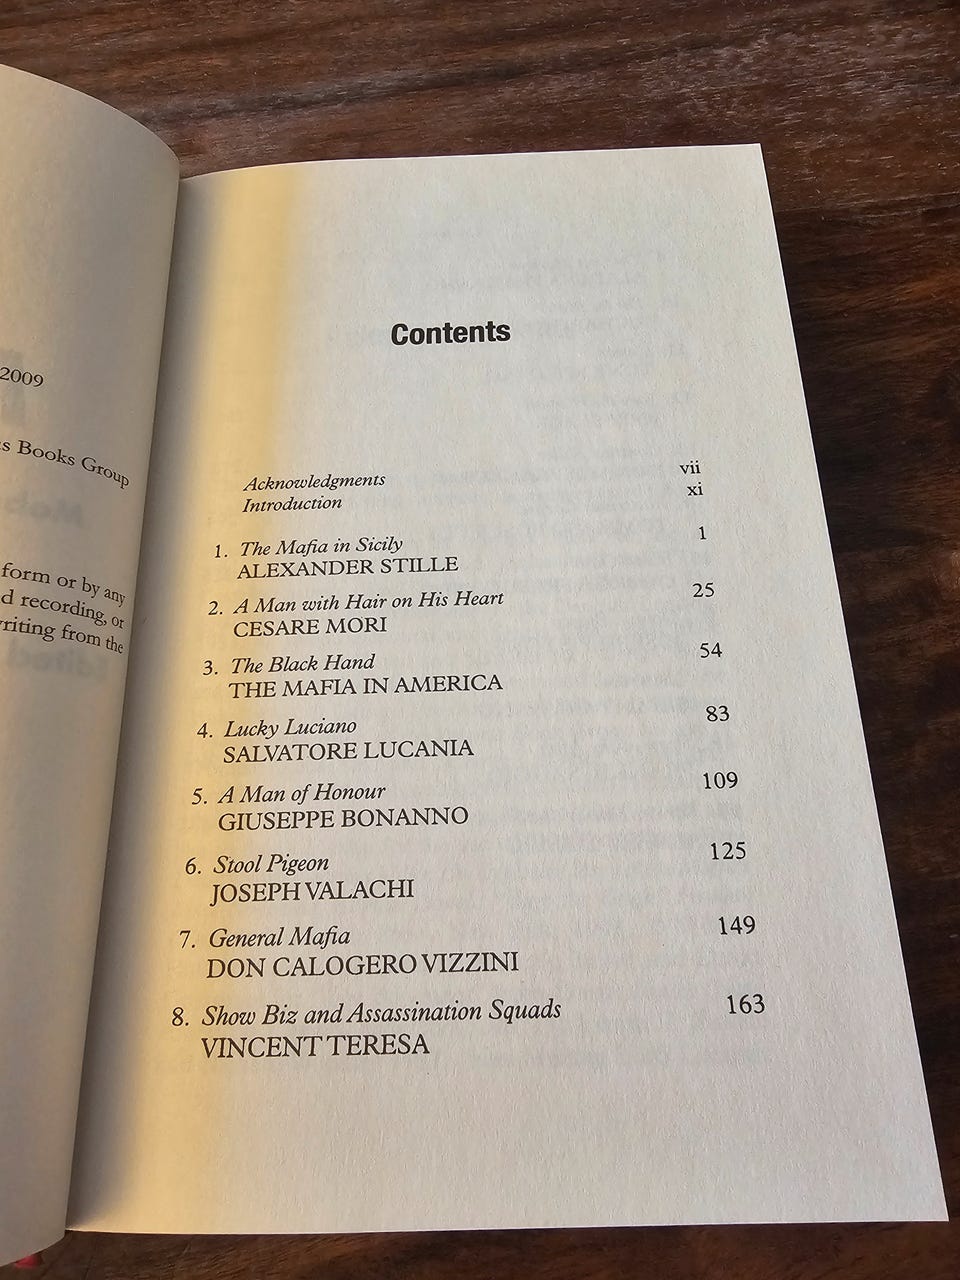 2009
s Books Group
form or by any
d recording, or
writing from the
Contents
Acknowledgments vii
Introduction xi
1. The Mafia in Sicily 1
ALEXANDER STILLE
2. A Man with Hair on His Heart 25
CESARE MORI
3. The Black Hand 54
THE MAFIA IN AMERICA
4. Lucky Luciano 83
SALVATORE LUCANIA
5. A Man of Honour 109
GIUSEPPE BONANNO
6. Stool Pigeon 125
JOSEPH VALACHI
7. General Mafia 149
DON CALOGERO VIZZINI
8. Show Biz and Assassination Squads 163
VINCENT TERESA